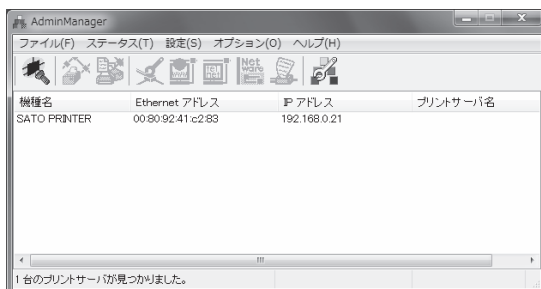 AdminManager
ファイル(F) ステータス(T) 設定(S) オプション(O) ヘルプ(H)
Net ware
機種名 Ethernet アドレス IP アドレス プリントサーバ名
SATO PRINTER 00:80:92:41:c2:83 192.168.0.21
1 台のプリントサーバが見つかりました。